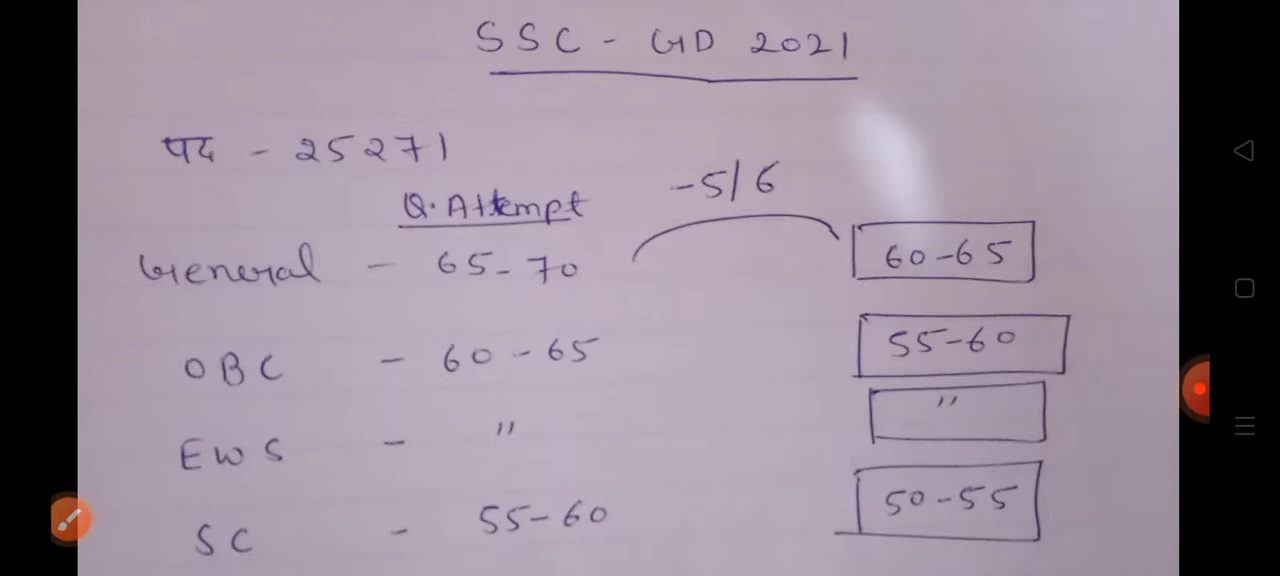 SSC - GD 2021
पद - 25271
Q. Attempt -5/6
General - 65-70 60-65
OBC - 60-65 55-60
EWS - " "
SC - 55-60 50-55